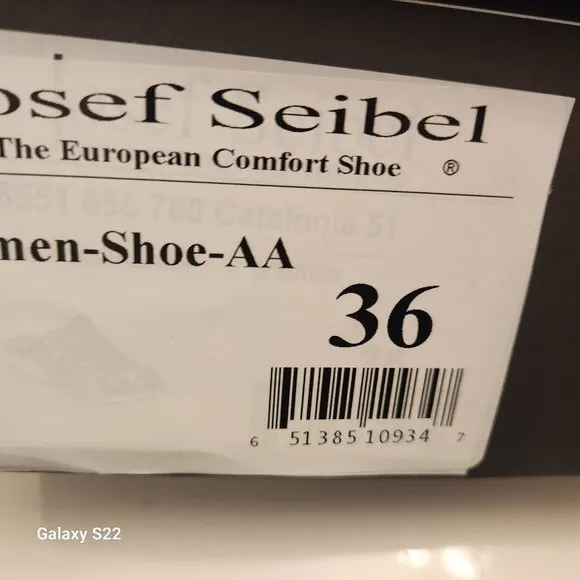 osef Seibel
The European Comfort Shoe ®
men-Shoe-AA
36
6 51385 10934 7
Galaxy S22